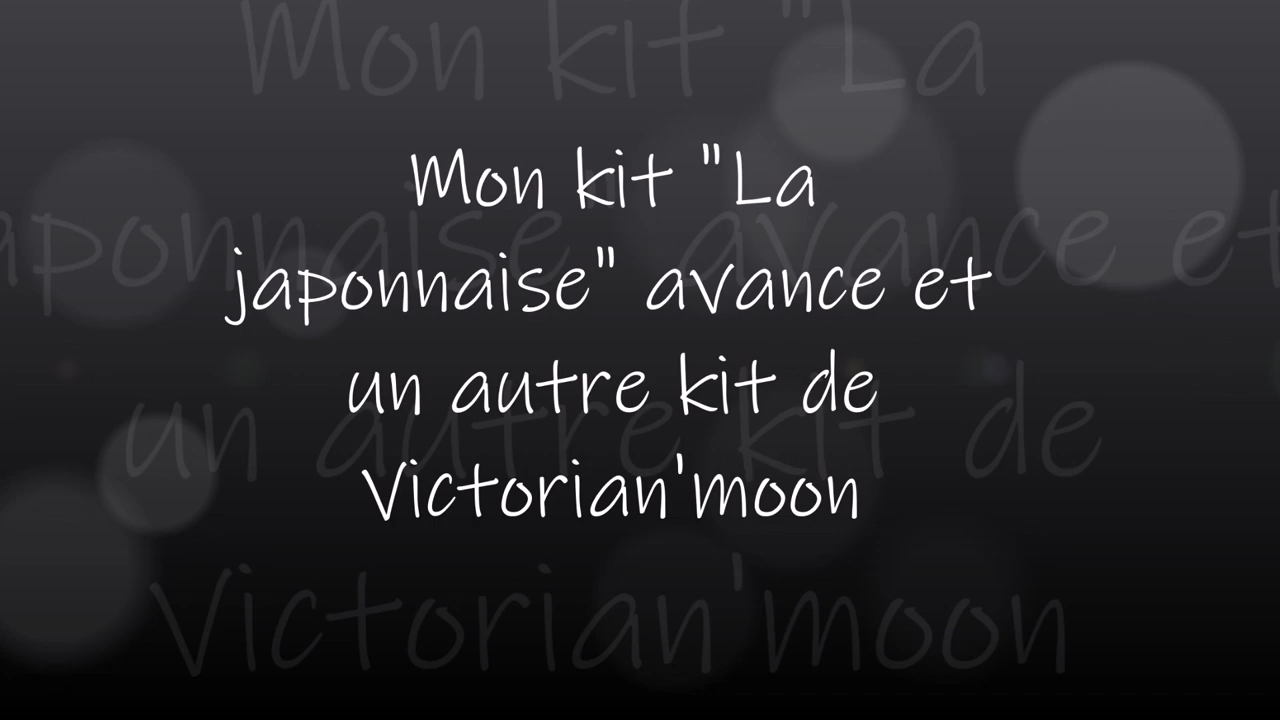 Mon kit "La
japonnaise" avance et
un autre kit de
Victorian'moon